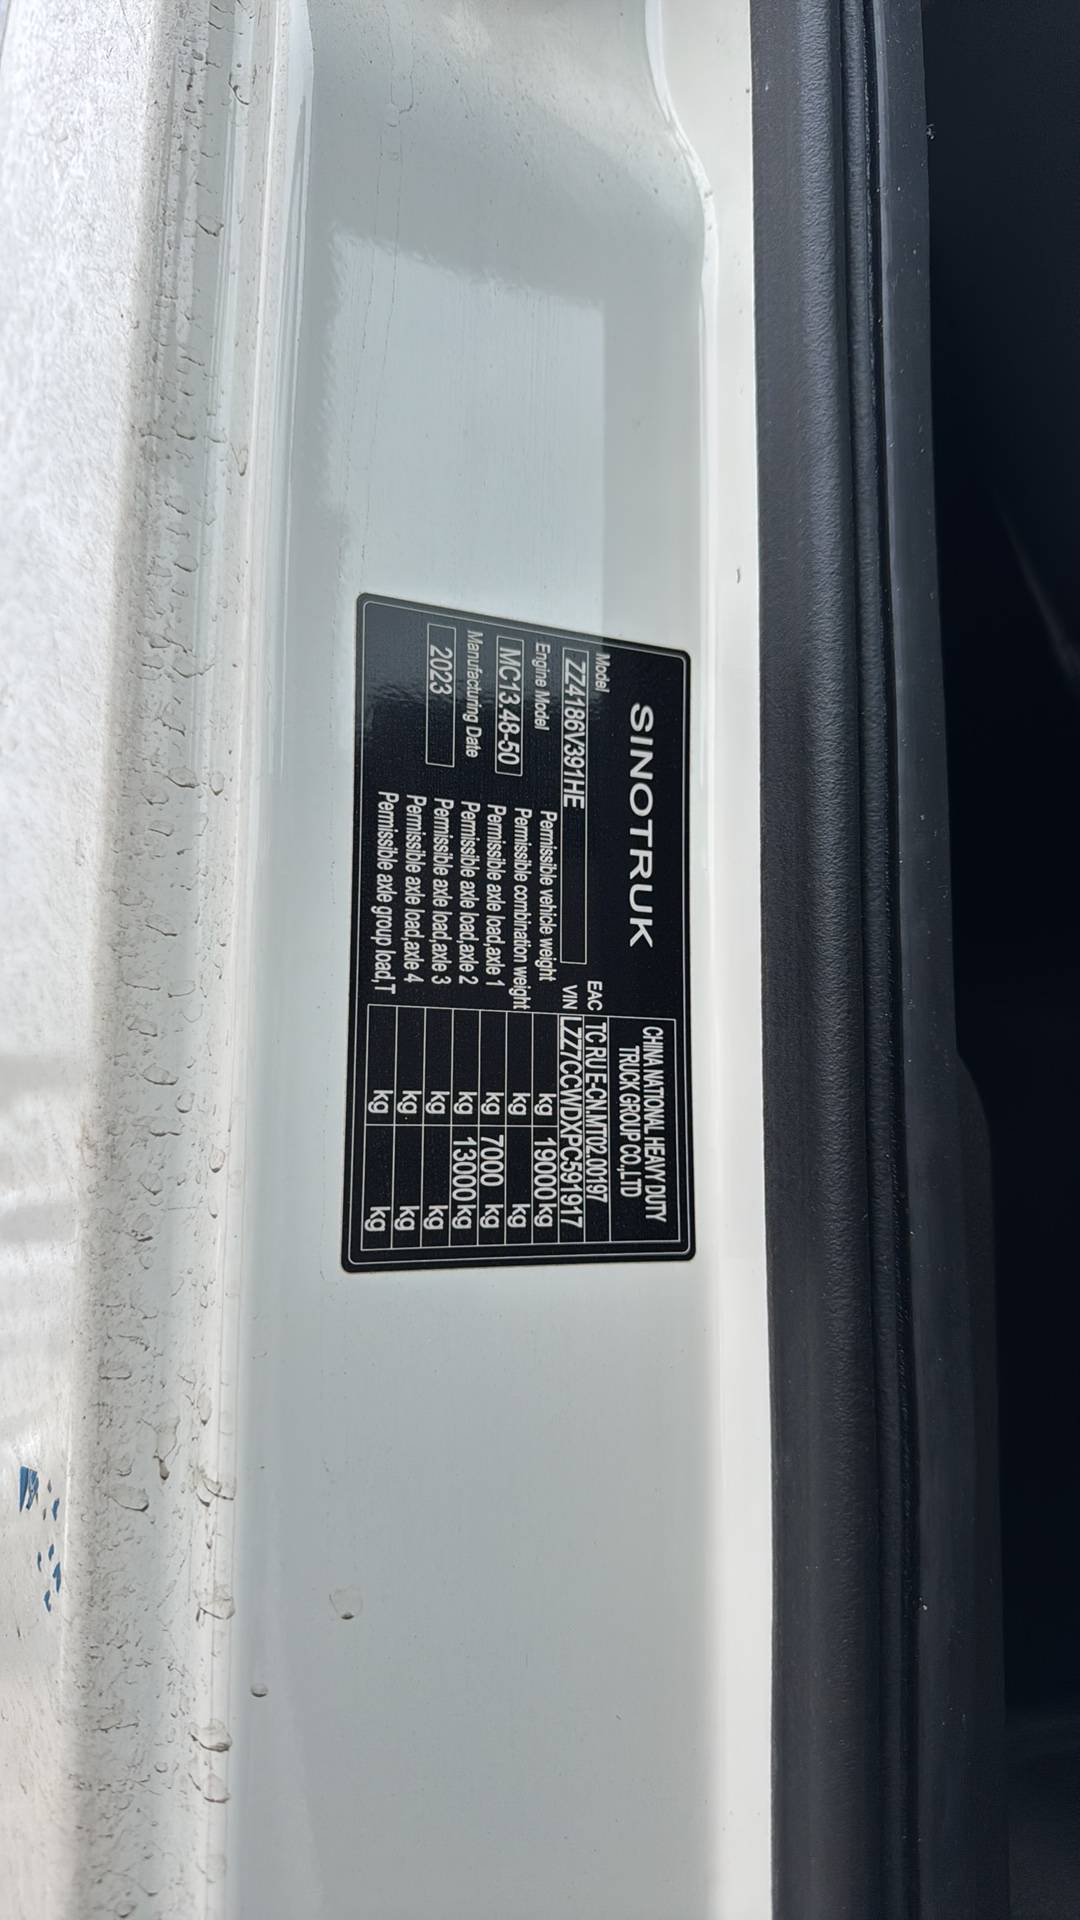 SINOTRUK
CHINA NATIONAL HEAVY DUTY
TRUCK GROUP CO.,LTD
Model
EAC TC RU E-CN.MT02.00197
ZZ4186V391HE
VIN LZZ7CCWDXPC591917
Engine Model
Permissible vehicle weight kg 19000 kg
MC13.48-50
Permissible combination weight kg kg
Permissible axle load,axle 1 kg 7000 kg
Manufacturing Date
Permissible axle load,axle 2 kg 13000 kg
2023
Permissible axle load,axle 3 kg kg
Permissible axle load,axle 4 kg kg
Permissible axle group load,T kg kg